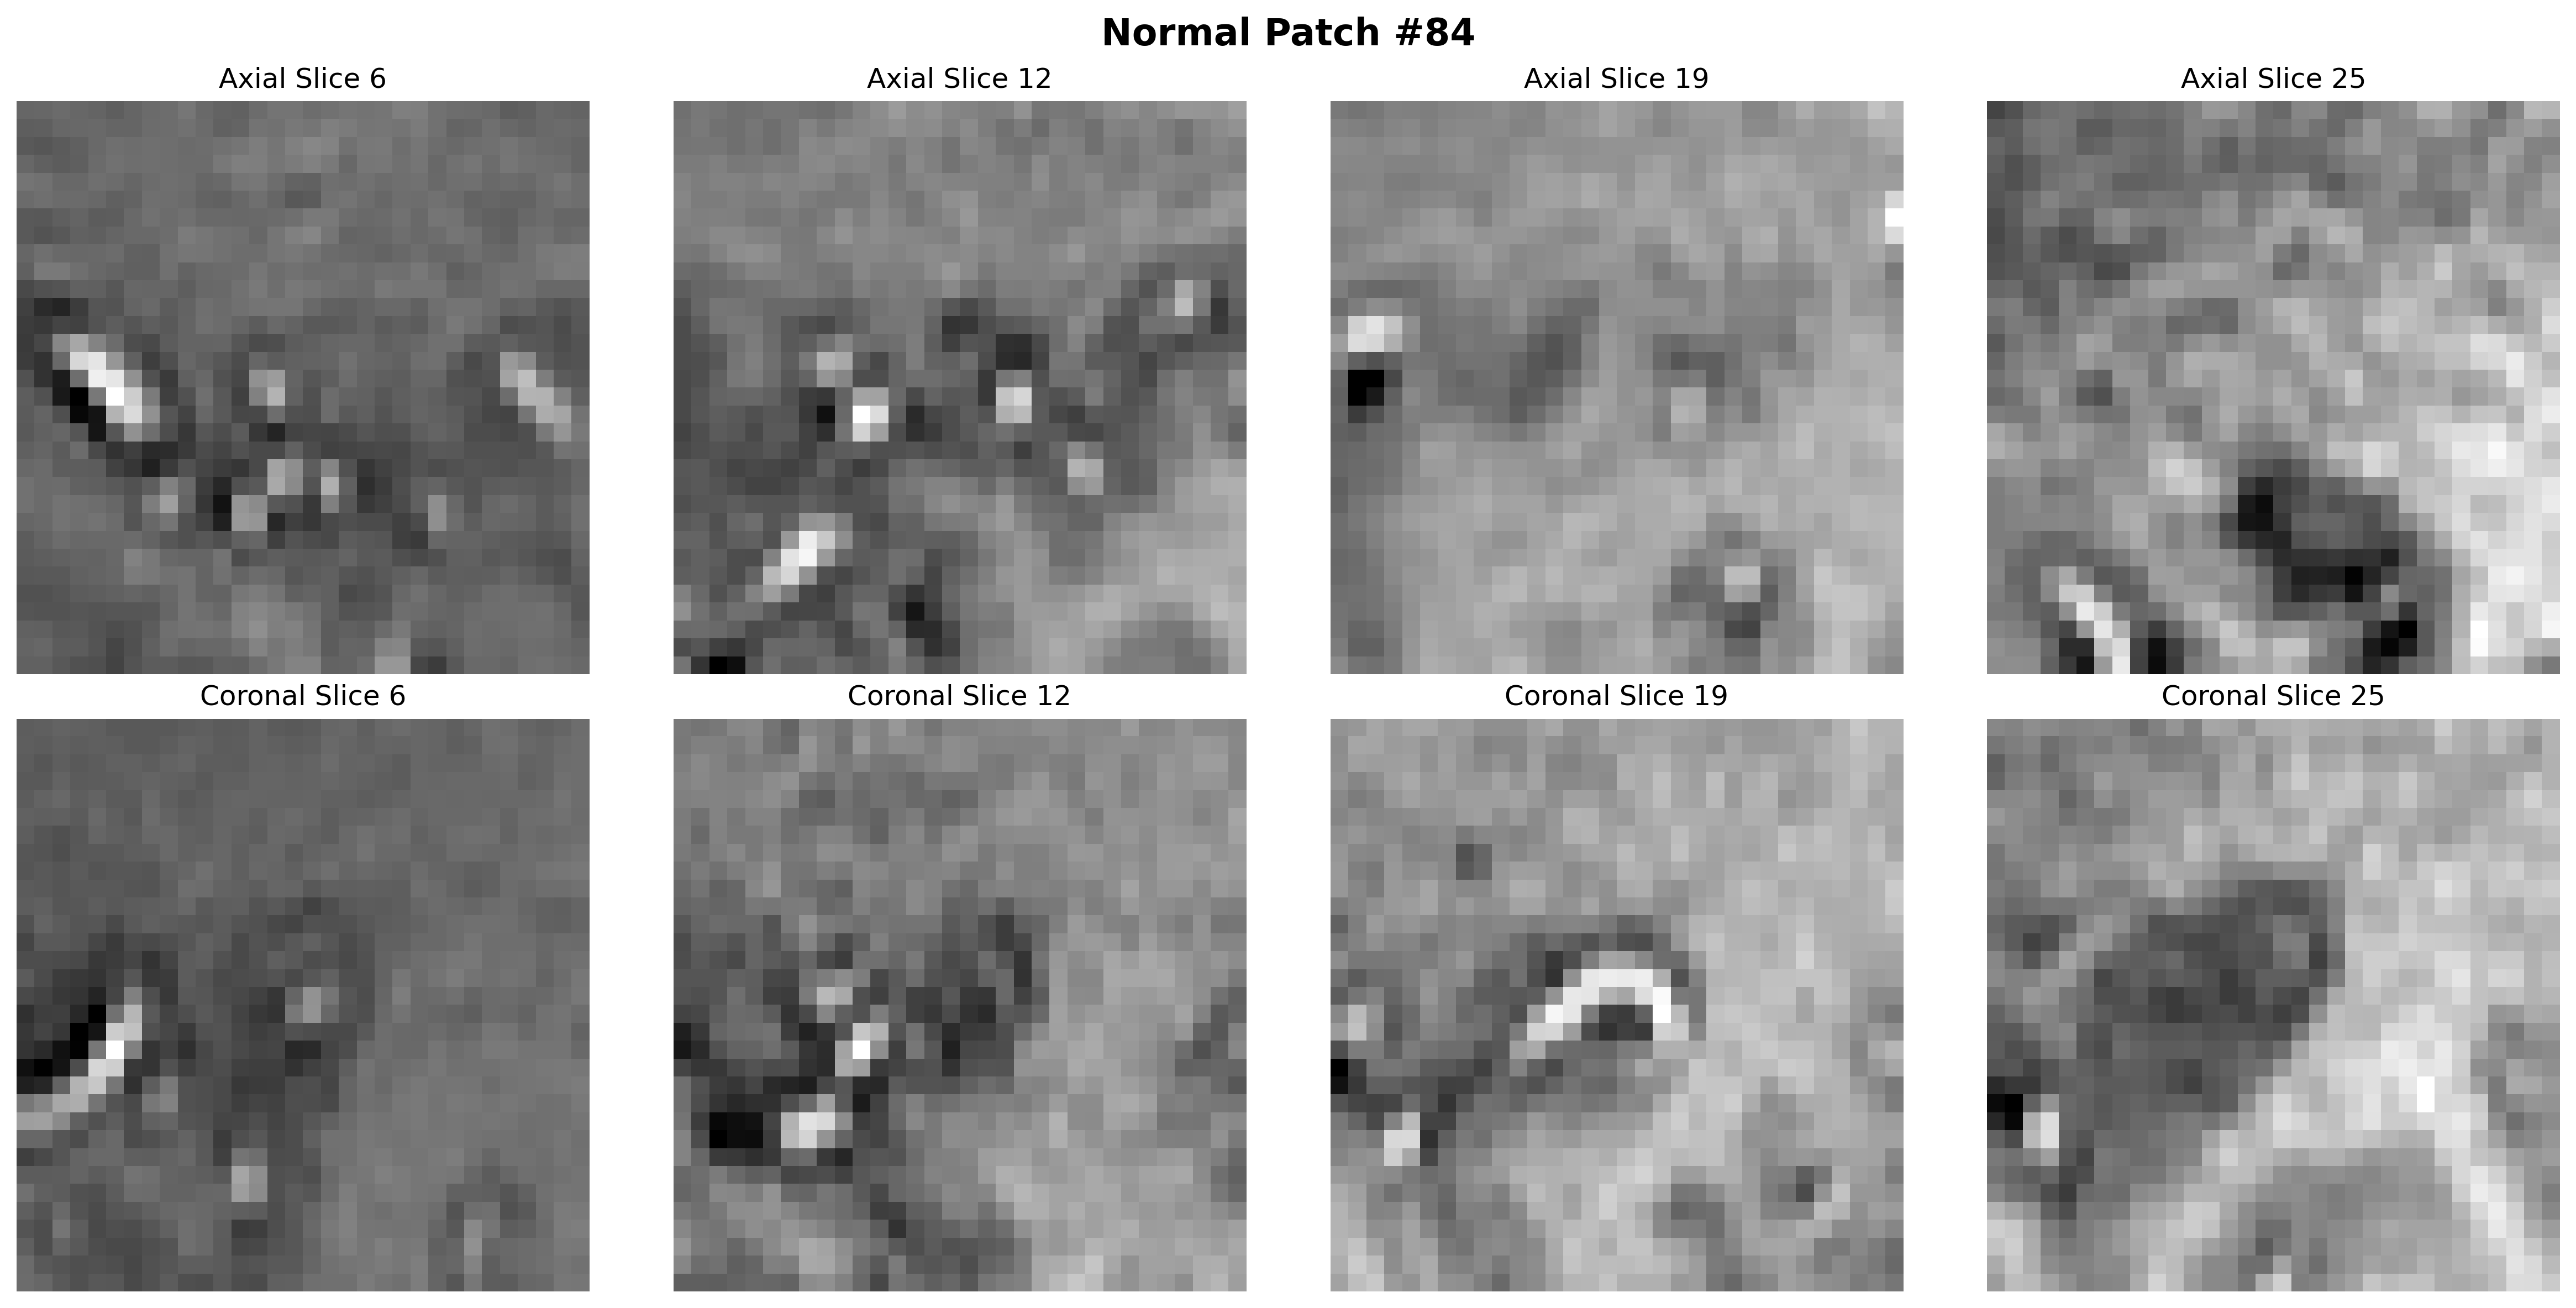 Normal Patch #84
Axial Slice 6
Axial Slice 12
Axial Slice 19
Axial Slice 25
Coronal Slice 6
Coronal Slice 12
Coronal Slice 19
Coronal Slice 25